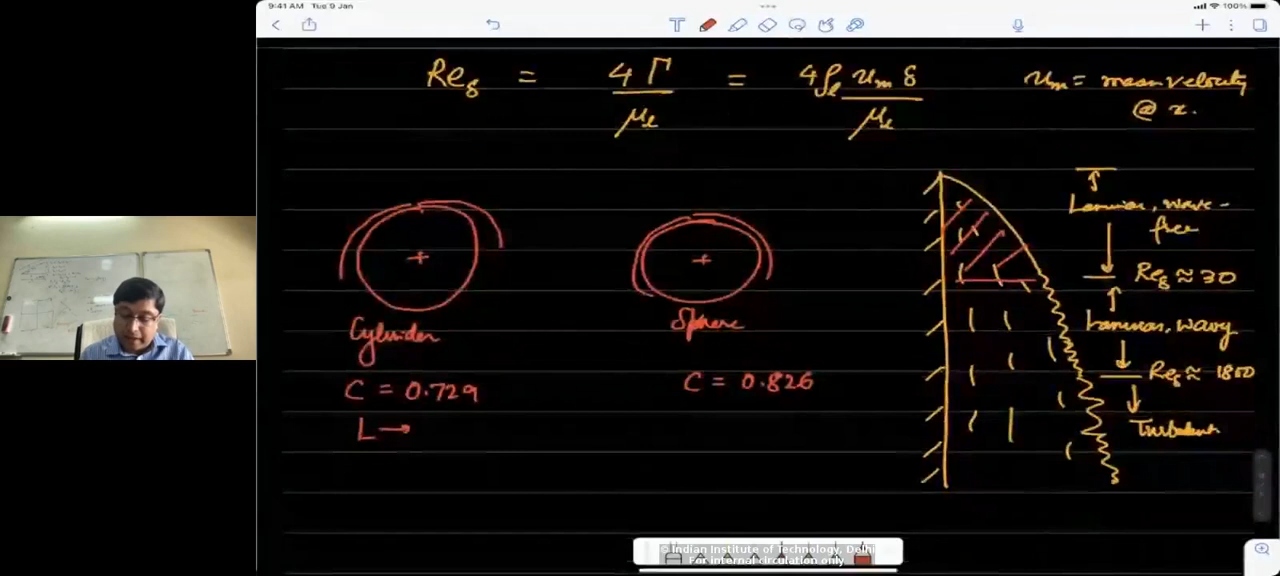 9:41 AM Tue 9 Jan
100%
Re_δ = 4Γ / μ_l = 4 ρ_l u_m δ / μ_l
u_m = mean velocity
@ x.
Laminar, wave-
free
Re_δ ≈ 30
Laminar, wavy
Re_δ ≈ 1800
Turbulent
Cylinder
C = 0.729
L →
Sphere
C = 0.826
© Indian Institute of Technology, Delhi
For internal circulation only